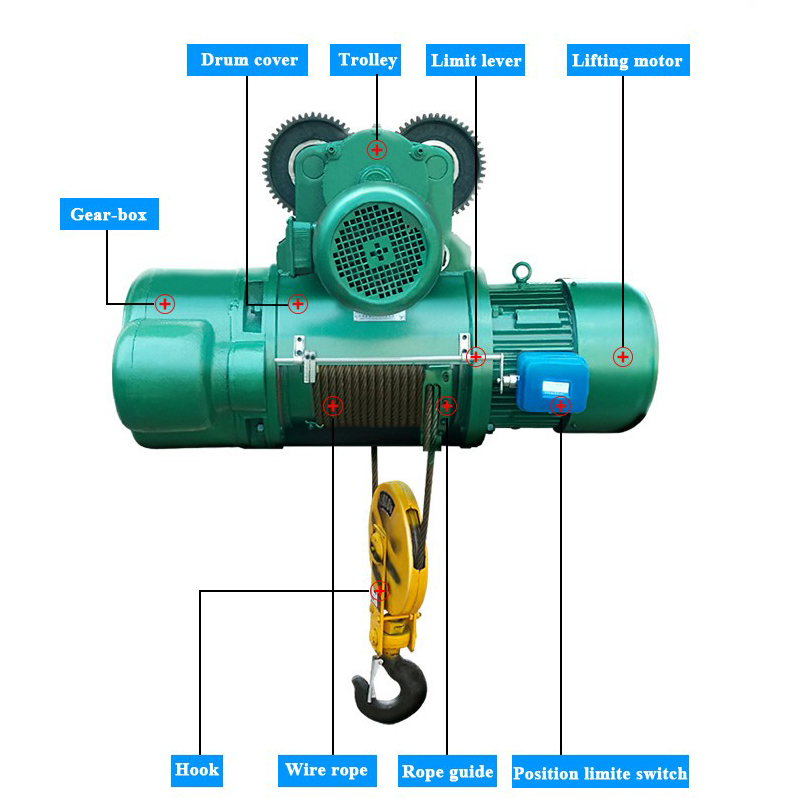 Drum cover
Trolley
Limit lever
Lifting motor
Gear-box
Hook
Wire rope
Rope guide
Position limite switch